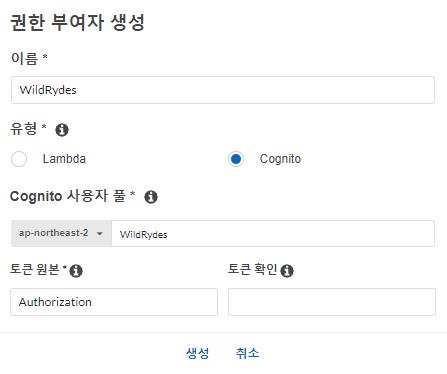 권한 부여자 생성
이름 *
WildRydes
유형 *
Lambda Cognito
Cognito 사용자 풀 *
ap-northeast-2 WildRydes
토큰 원본 * 토큰 확인
Authorization
생성 취소